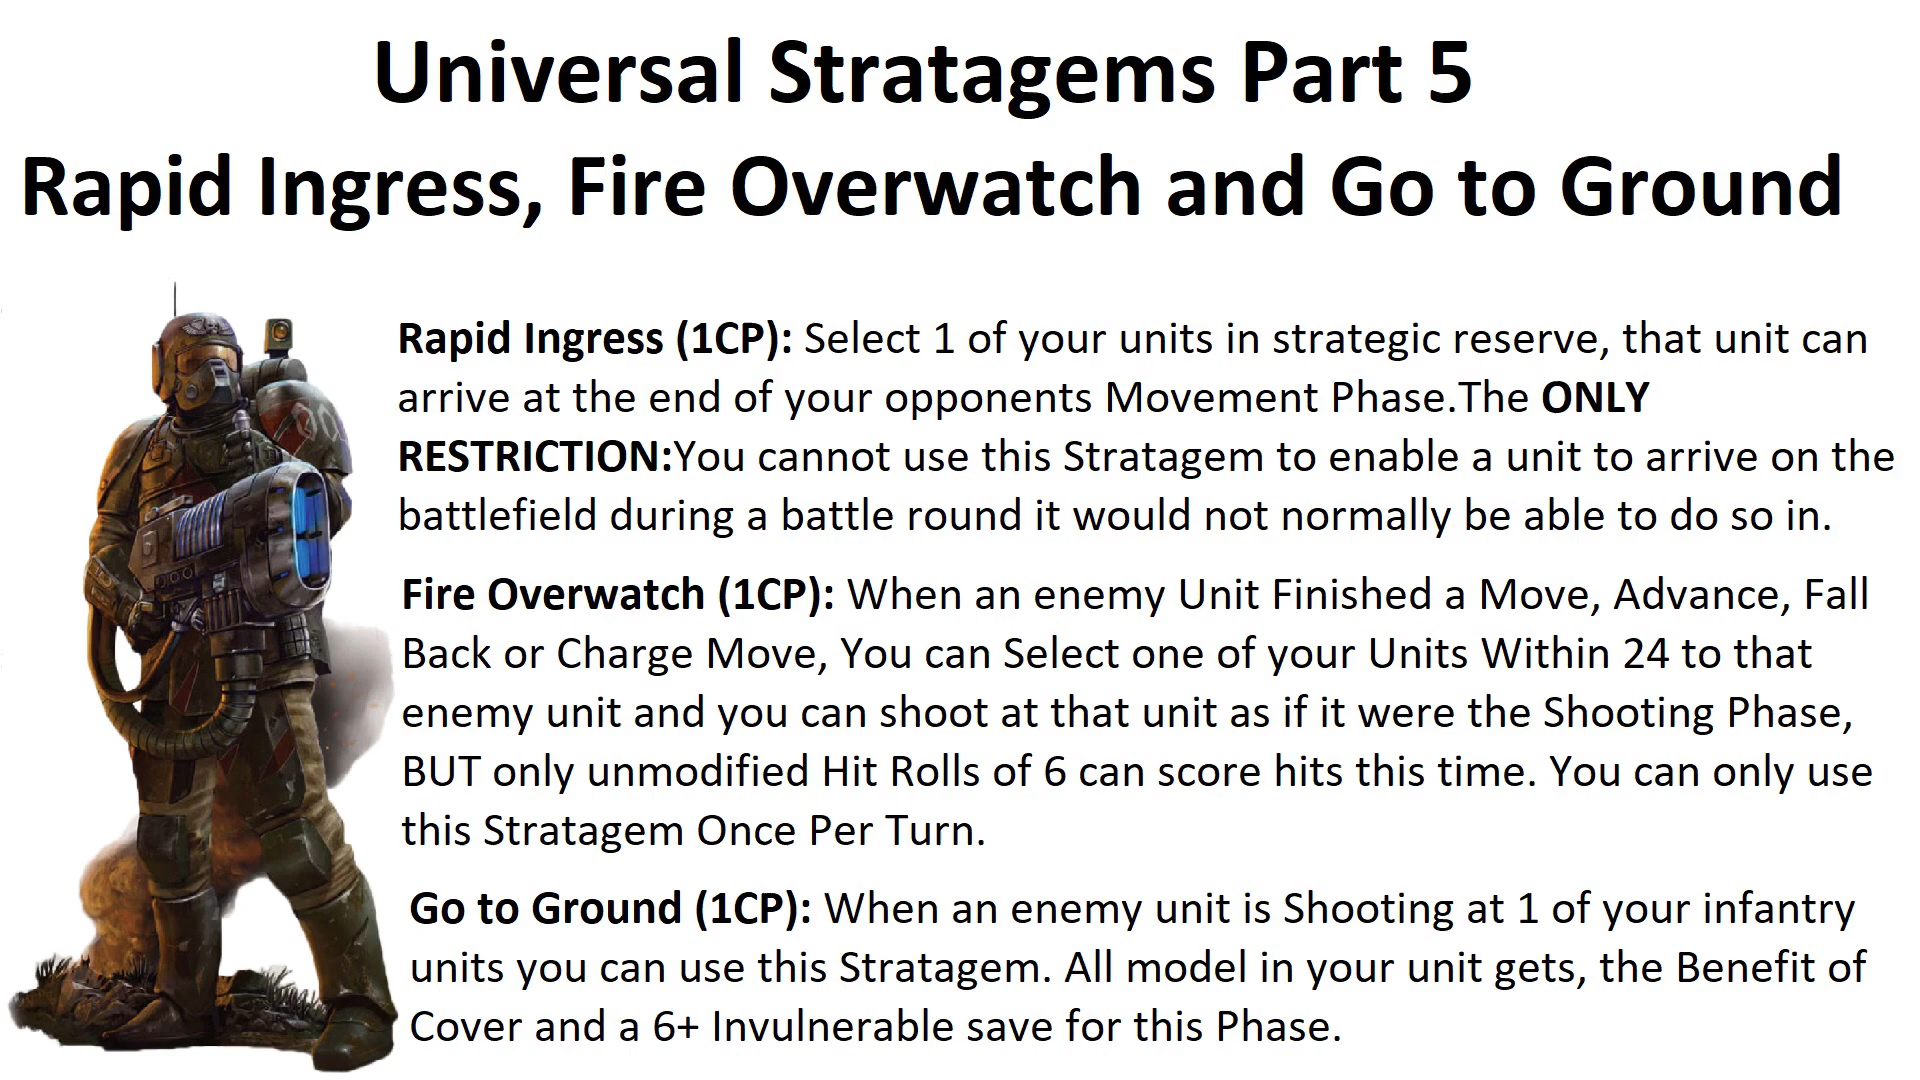 Universal Stratagems Part 5
Rapid Ingress, Fire Overwatch and Go to Ground
Rapid Ingress (1CP): Select 1 of your units in strategic reserve, that unit can
arrive at the end of your opponents Movement Phase.The ONLY
RESTRICTION:You cannot use this Stratagem to enable a unit to arrive on the
battlefield during a battle round it would not normally be able to do so in.
Fire Overwatch (1CP): When an enemy Unit Finished a Move, Advance, Fall
Back or Charge Move, You can Select one of your Units Within 24 to that
enemy unit and you can shoot at that unit as if it were the Shooting Phase,
BUT only unmodified Hit Rolls of 6 can score hits this time. You can only use
this Stratagem Once Per Turn.
Go to Ground (1CP): When an enemy unit is Shooting at 1 of your infantry
units you can use this Stratagem. All model in your unit gets, the Benefit of
Cover and a 6+ Invulnerable save for this Phase.